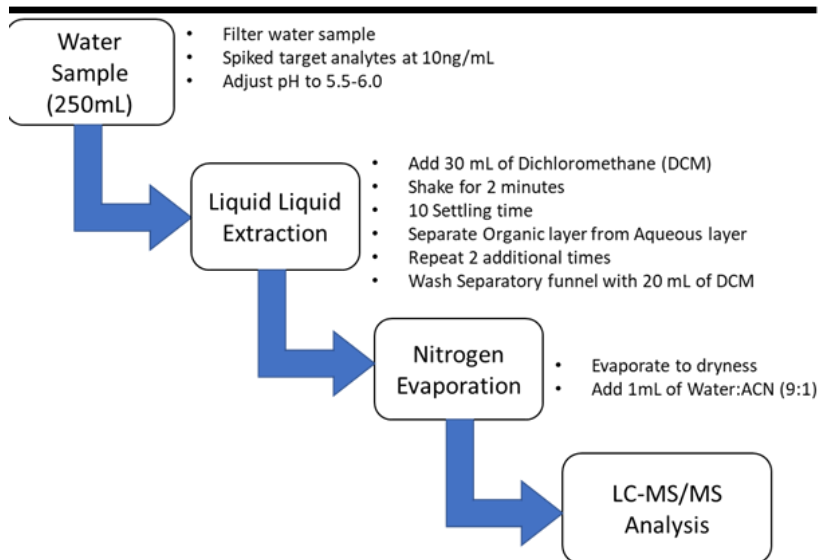 Water
Sample
(250mL)
• Filter water sample
• Spiked target analytes at 10ng/mL
• Adjust pH to 5.5-6.0
Liquid Liquid
Extraction
• Add 30 mL of Dichloromethane (DCM)
• Shake for 2 minutes
• 10 Settling time
• Separate Organic layer from Aqueous layer
• Repeat 2 additional times
• Wash Separatory funnel with 20 mL of DCM
Nitrogen
Evaporation
• Evaporate to dryness
• Add 1mL of Water:ACN (9:1)
LC-MS/MS
Analysis